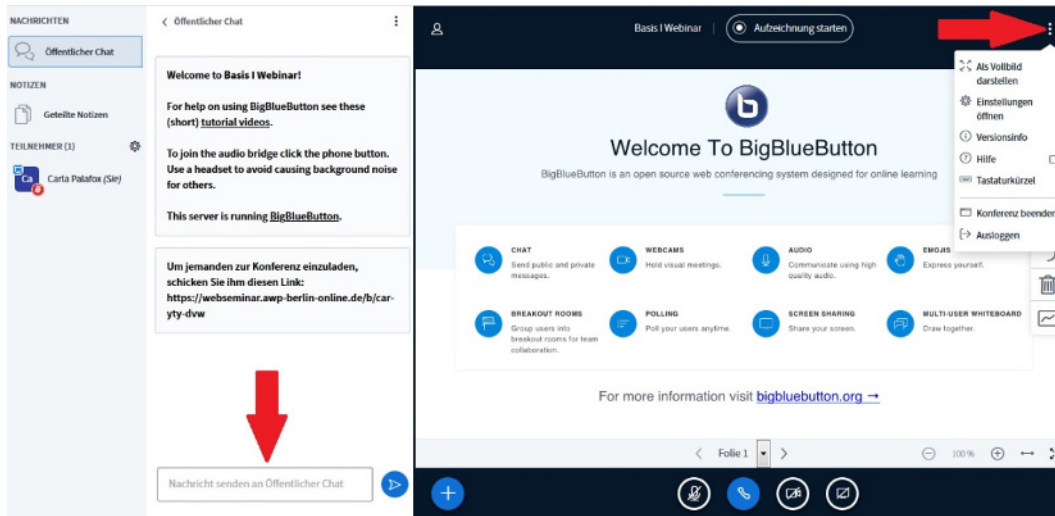 NACHRICHTEN
Öffentlicher Chat
NOTIZEN
Geteilte Notizen
TEILNEHMER (1)
Ca
Carla Palafox (Sie)
Öffentlicher Chat
Welcome to Basis I Webinar!
For help on using BigBlueButton see these
(short) tutorial videos.
To join the audio bridge click the phone button.
Use a headset to avoid causing background noise
for others.
This server is running BigBlueButton.
Um jemanden zur Konferenz einzuladen,
schicken Sie ihm diesen Link:
https://webseminar.awp-berlin-online.de/b/car-
yty-dvw
Nachricht senden an Öffentlicher Chat
Basis I Webinar
Aufzeichnung starten
Als Vollbild
darstellen
Einstellungen
öffnen
Versionsinfo
Hilfe
Tastaturkürzel
Konferenz beenden
Ausloggen
b
Welcome To BigBlueButton
BigBlueButton is an open source web conferencing system designed for online learning
CHAT
Send public and private
messages.
WEBCAMS
Hold visual meetings.
AUDIO
Communicate using high
quality audio.
EMOJIS
Express yourself.
BREAKOUT ROOMS
Group users into
breakout rooms for team
collaboration.
POLLING
Poll your users anytime.
SCREEN SHARING
Share your screen.
MULTI-USER WHITEBOARD
Draw together.
For more information visit bigbluebutton.org →
Folie 1
100 %